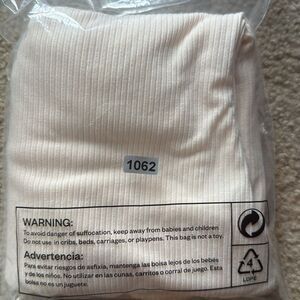 1062
WARNING:
To avoid danger of suffocation, keep away from babies and children
Do not use in cribs, beds, carriages, or playpens. This bag is not a toy.
Advertencia:
Para evitar riesgos de asfixia, mantenga las bolsa lejos de los bebés
y de los niños. No utilizar en las cunas, carritos o corral de juego. Esta
bolsa no es un juguete.
4
LDPE